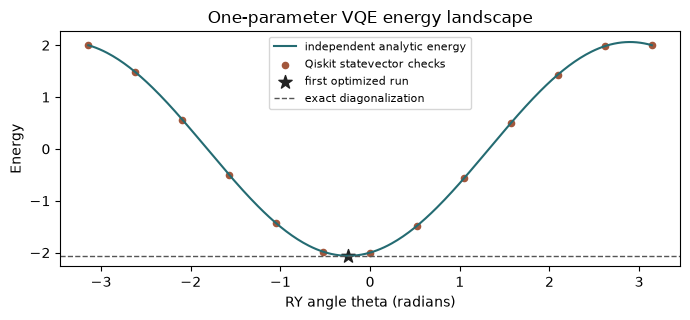 One-parameter VQE energy landscape
independent analytic energy
Qiskit statevector checks
first optimized run
exact diagonalization
Energy
2
1
0
−1
−2
−3
−2
−1
0
1
2
3
RY angle theta (radians)